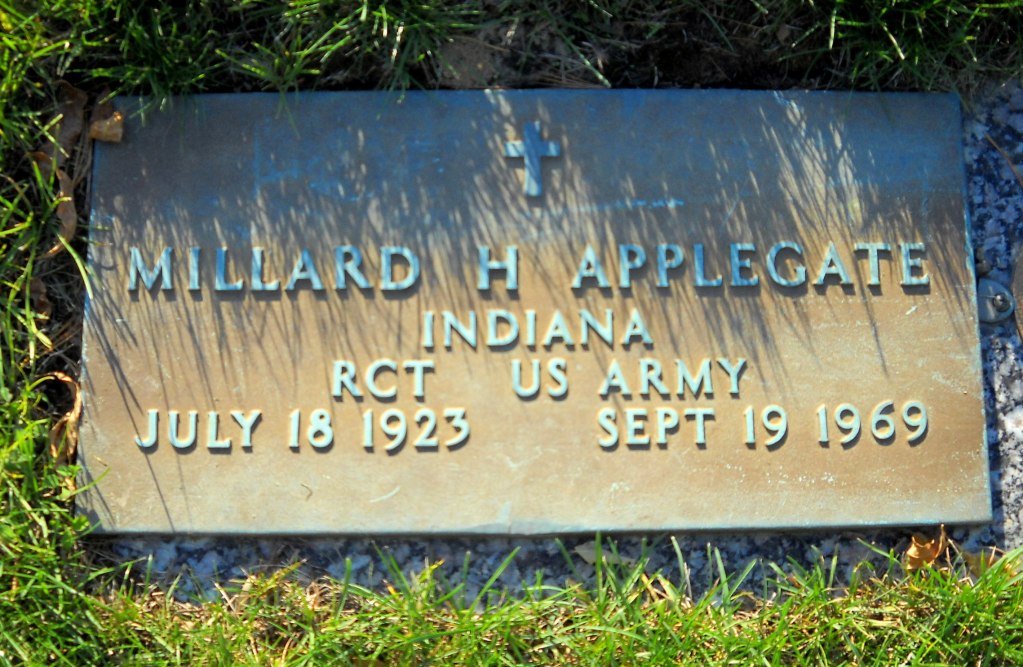 MILLARD H APPLEGATE
INDIANA
RCT US ARMY
JULY 18 1923 SEPT 19 1969